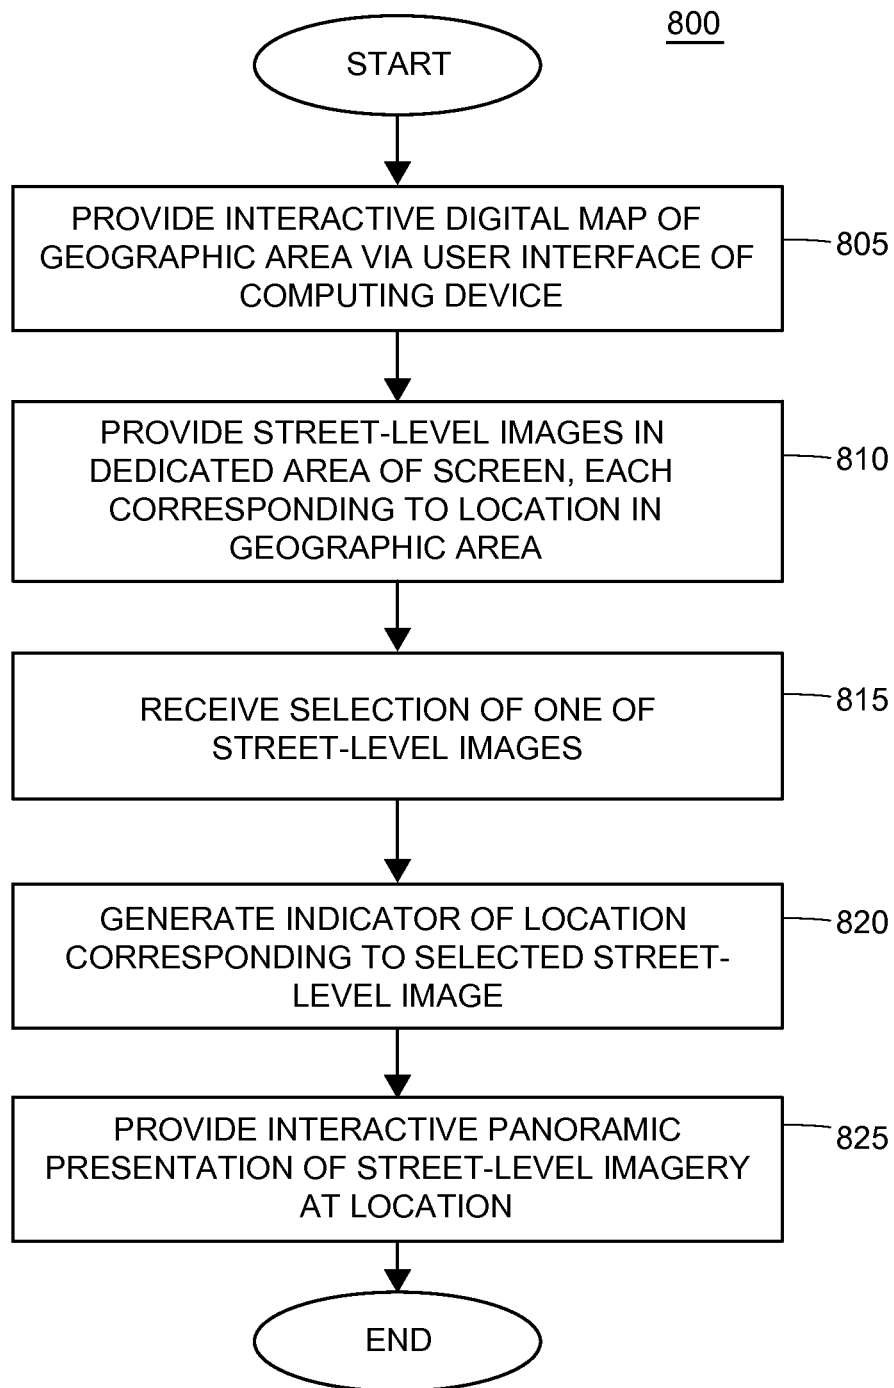 800
START
PROVIDE INTERACTIVE DIGITAL MAP OF
GEOGRAPHIC AREA VIA USER INTERFACE OF
COMPUTING DEVICE
805
PROVIDE STREET-LEVEL IMAGES IN
DEDICATED AREA OF SCREEN, EACH
CORRESPONDING TO LOCATION IN
GEOGRAPHIC AREA
810
RECEIVE SELECTION OF ONE OF
STREET-LEVEL IMAGES
815
GENERATE INDICATOR OF LOCATION
CORRESPONDING TO SELECTED STREET-
LEVEL IMAGE
820
PROVIDE INTERACTIVE PANORAMIC
PRESENTATION OF STREET-LEVEL IMAGERY
AT LOCATION
825
END